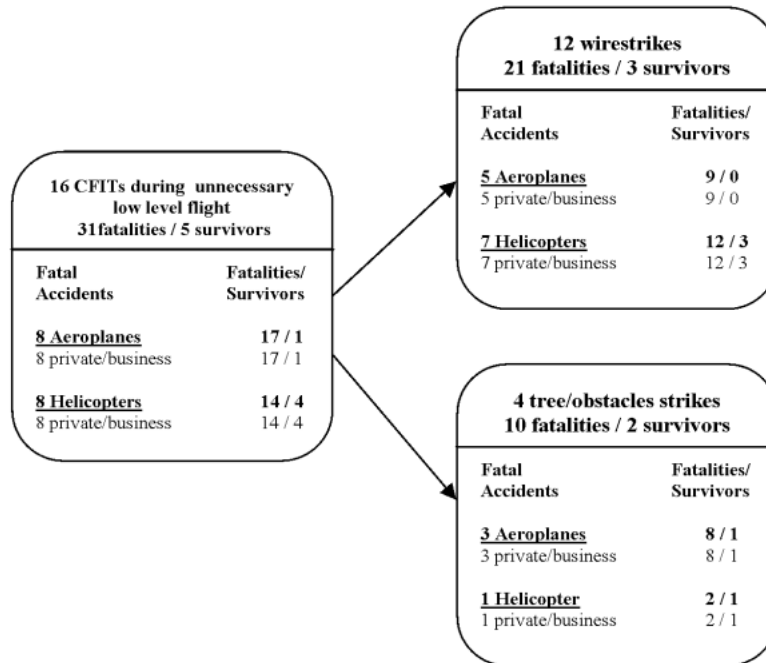 16 CFITs during unnecessary
low level flight
31fatalities / 5 survivors
Fatal Fatalities/
Accidents Survivors
8 Aeroplanes 17 / 1
8 private/business 17 / 1
8 Helicopters 14 / 4
8 private/business 14 / 4
12 wirestrikes
21 fatalities / 3 survivors
Fatal Fatalities/
Accidents Survivors
5 Aeroplanes 9 / 0
5 private/business 9 / 0
7 Helicopters 12 / 3
7 private/business 12 / 3
4 tree/obstacles strikes
10 fatalities / 2 survivors
Fatal Fatalities/
Accidents Survivors
3 Aeroplanes 8 / 1
3 private/business 8 / 1
1 Helicopter 2 / 1
1 private/business 2 / 1